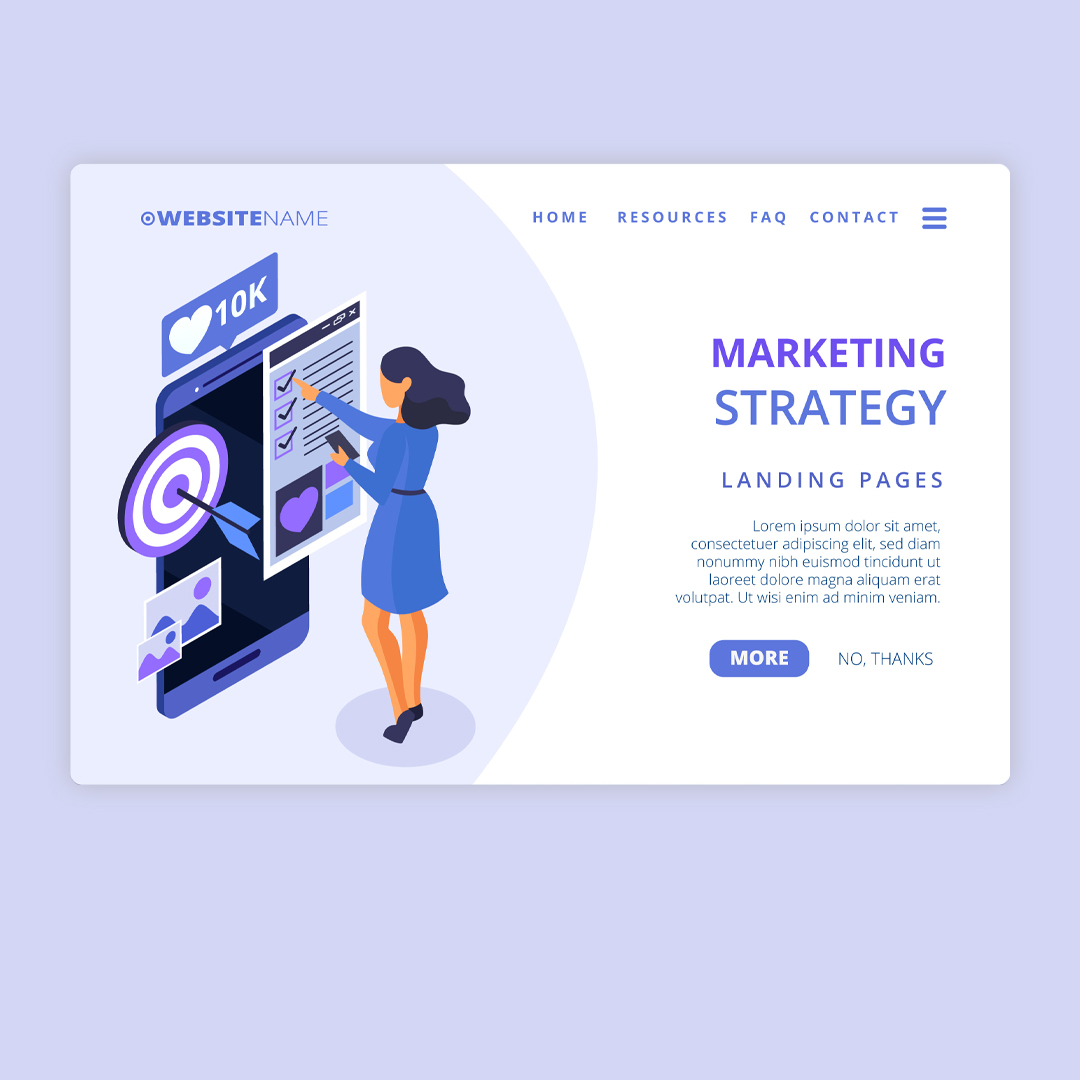 WEBSITENAME
HOME RESOURCES FAQ CONTACT
10K
MARKETING
STRATEGY
LANDING PAGES
Lorem ipsum dolor sit amet,
consectetuer adipiscing elit, sed diam
nonummy nibh euismod tincidunt ut
laoreet dolore magna aliquam erat
volutpat. Ut wisi enim ad minim veniam.
MORE NO, THANKS